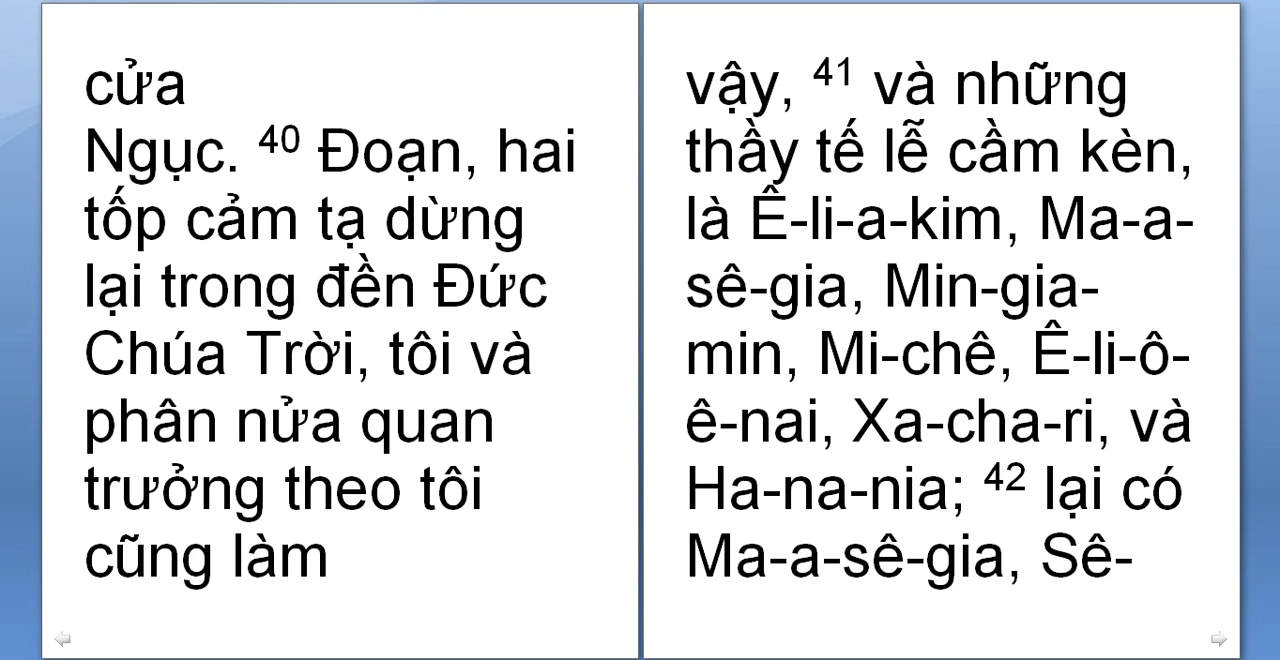 cửa
Ngục. 40 Đoạn, hai
tốp cảm tạ dừng
lại trong đền Đức
Chúa Trời, tôi và
phân nửa quan
trưởng theo tôi
cũng làm
vậy, 41 và những
thầy tế lễ cầm kèn,
là Ê-li-a-kim, Ma-a-
sê-gia, Min-gia-
min, Mi-chê, Ê-li-ô-
ê-nai, Xa-cha-ri, và
Ha-na-nia; 42 lại có
Ma-a-sê-gia, Sê-